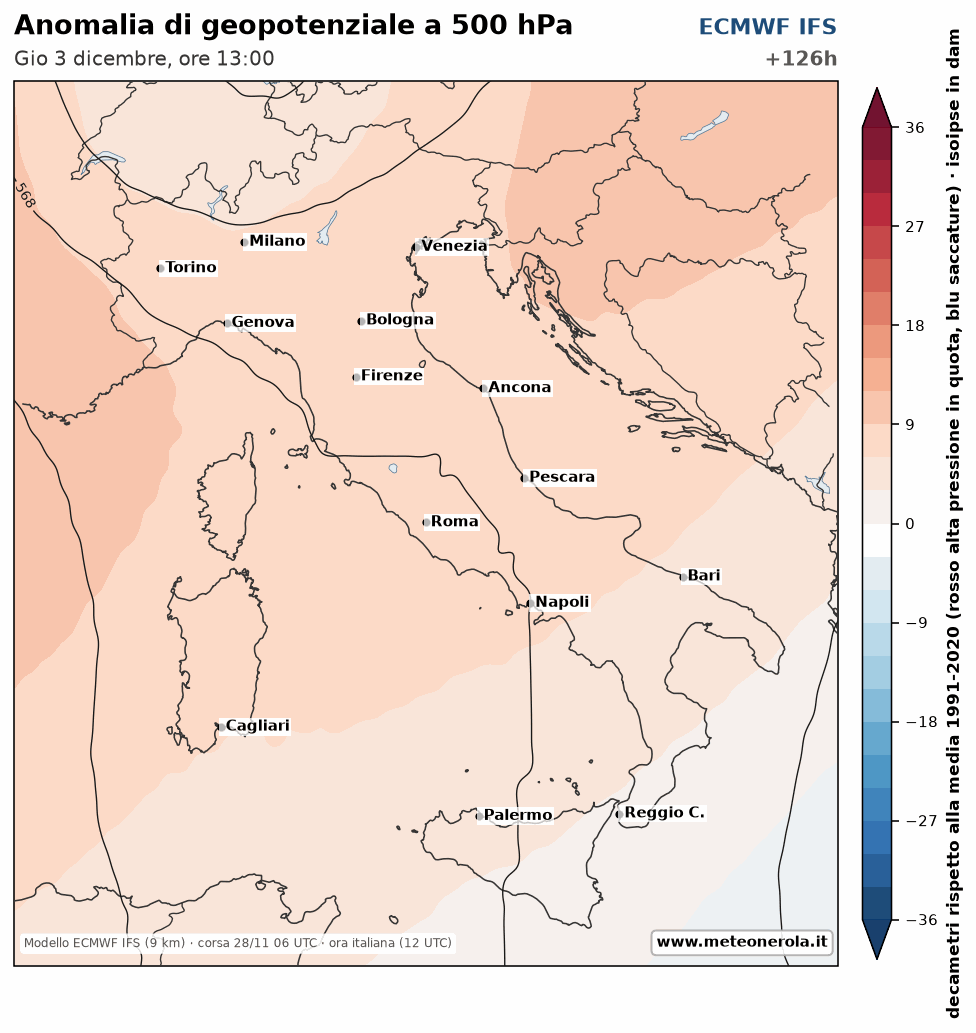 Anomalia di geopotenziale a 500 hPa
ECMWF IFS
Gio 3 dicembre, ore 13:00
+126h
568
Milano
Venezia
Torino
Genova
Bologna
Firenze
Ancona
Pescara
Roma
Bari
Napoli
Cagliari
Palermo
Reggio C.
Modello ECMWF IFS (9 km) · corsa 28/11 06 UTC · ora italiana (12 UTC)
www.meteonerola.it
36
27
18
9
0
−9
−18
−27
−36
decametri rispetto alla media 1991-2020 (rosso alta pressione in quota, blu saccature) · isoipse in dam